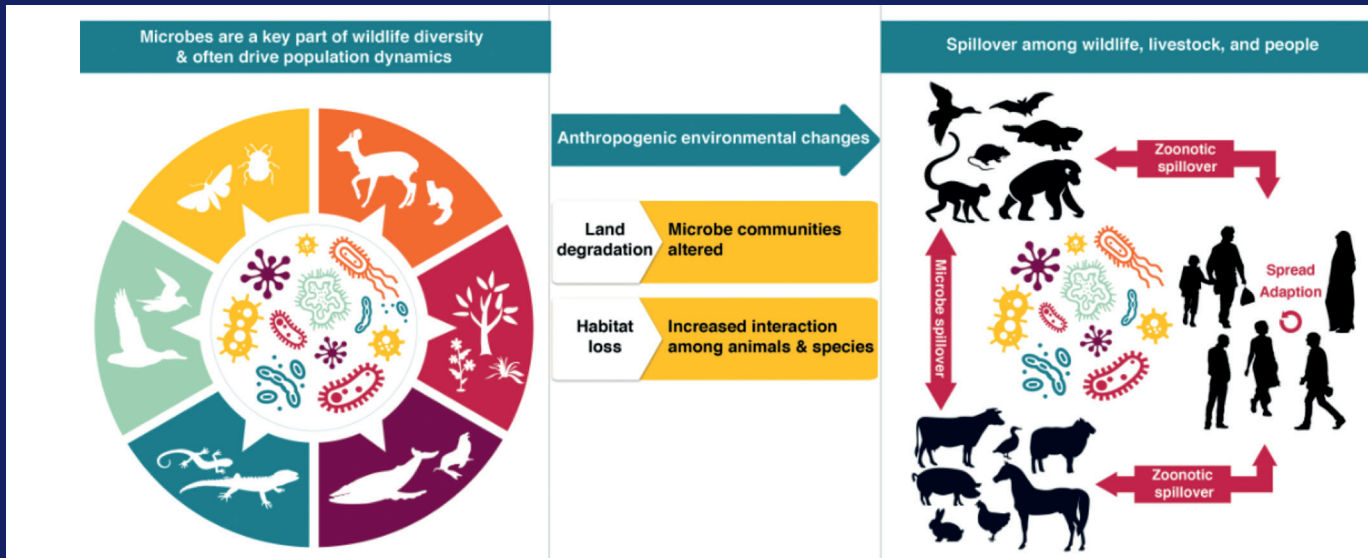 Microbes are a key part of wildlife diversity
& often drive population dynamics
Anthropogenic environmental changes
Land
degradation
Microbe communities
altered
Habitat
loss
Increased interaction
among animals & species
Spillover among wildlife, livestock, and people
Zoonotic
spillover
Microbe spillover
Spread
Adaption
Zoonotic
spillover